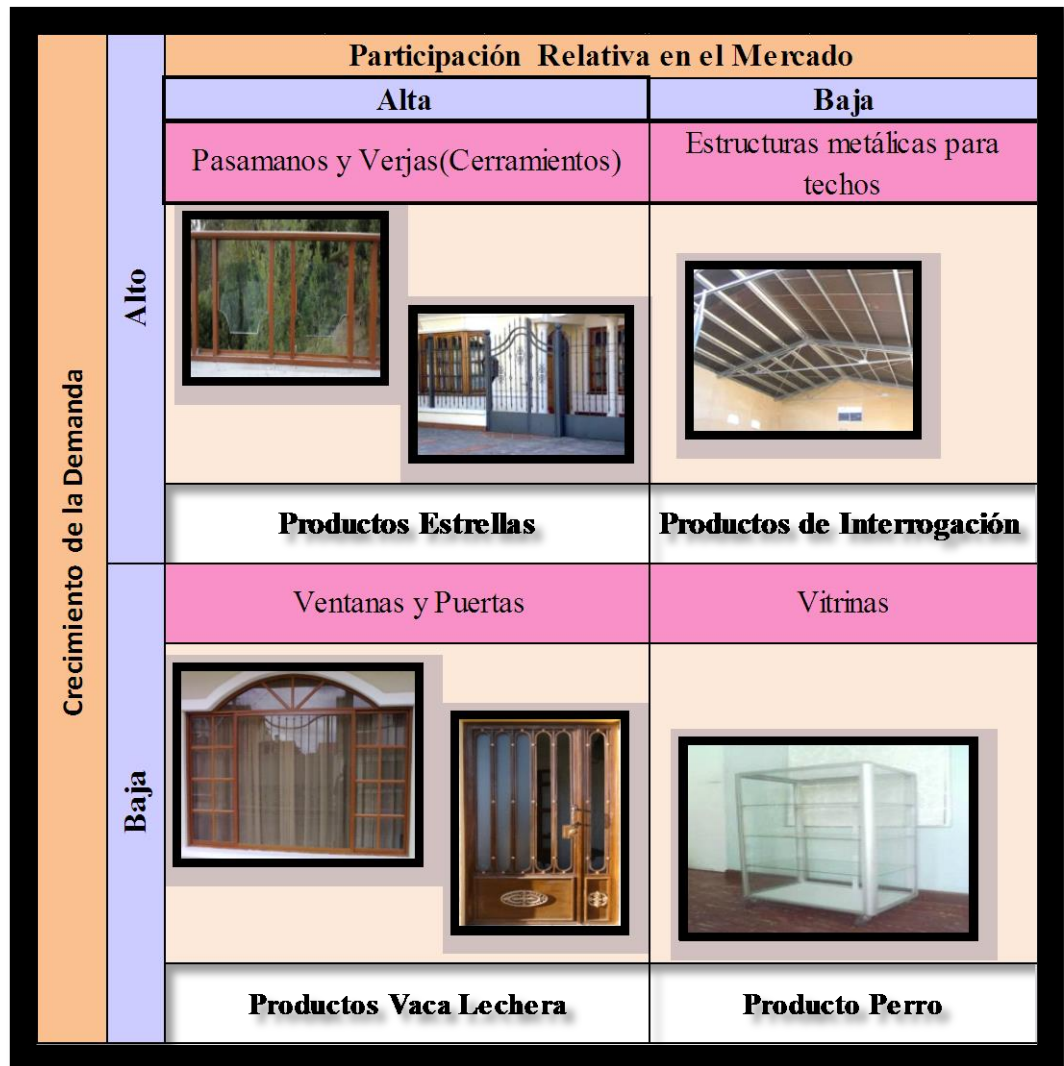 Participación Relativa en el Mercado
Alta
Baja
Crecimiento de la Demanda
Alto
Pasamanos y Verjas(Cerramientos)
Estructuras metálicas para
techos
Productos Estrellas
Productos de Interrogación
Baja
Ventanas y Puertas
Vitrinas
Productos Vaca Lechera
Producto Perro